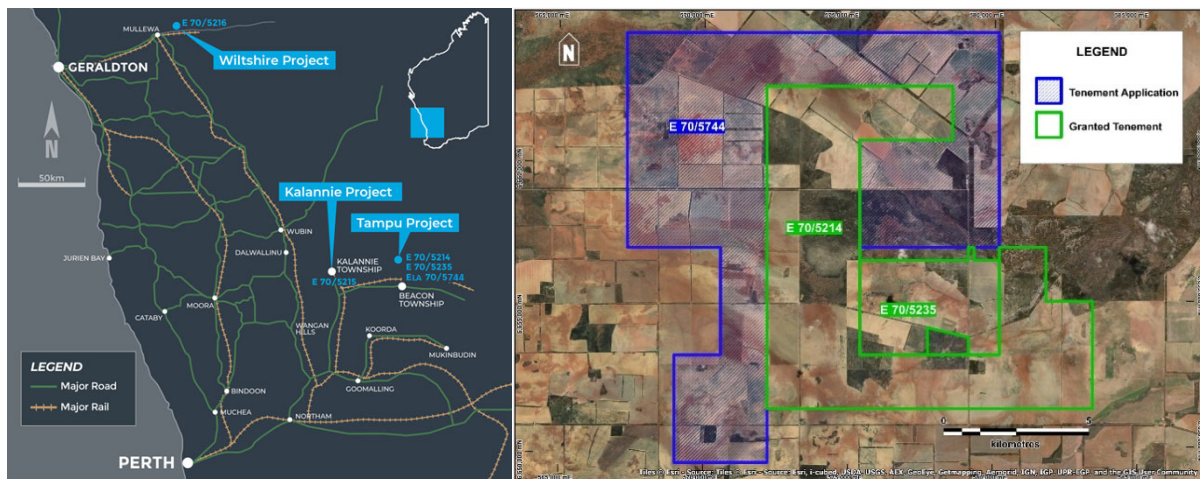 E 70/5216
MULLEWA
Wiltshire Project
GERALDTON
N
50km
Kalannie Project
Tampu Project
WUBIN
JURIEN BAY
DALWALLINU
KALANNIE
TOWNSHIP
E 70/5215
E 70/5214
E 70/5235
ELA 70/5744
BEACON
TOWNSHIP
MOORA
CATABY
WANGAN
HILLS
KOORDA
MUKINBUDIN
GOOMALLING
LEGEND
Major Road
Major Rail
BINDOON
MUCHEA
NORTHAM
PERTH
N
LEGEND
Tenement Application
Granted Tenement
E 70/5744
E 70/5214
E 70/5235
0
5
kilometres